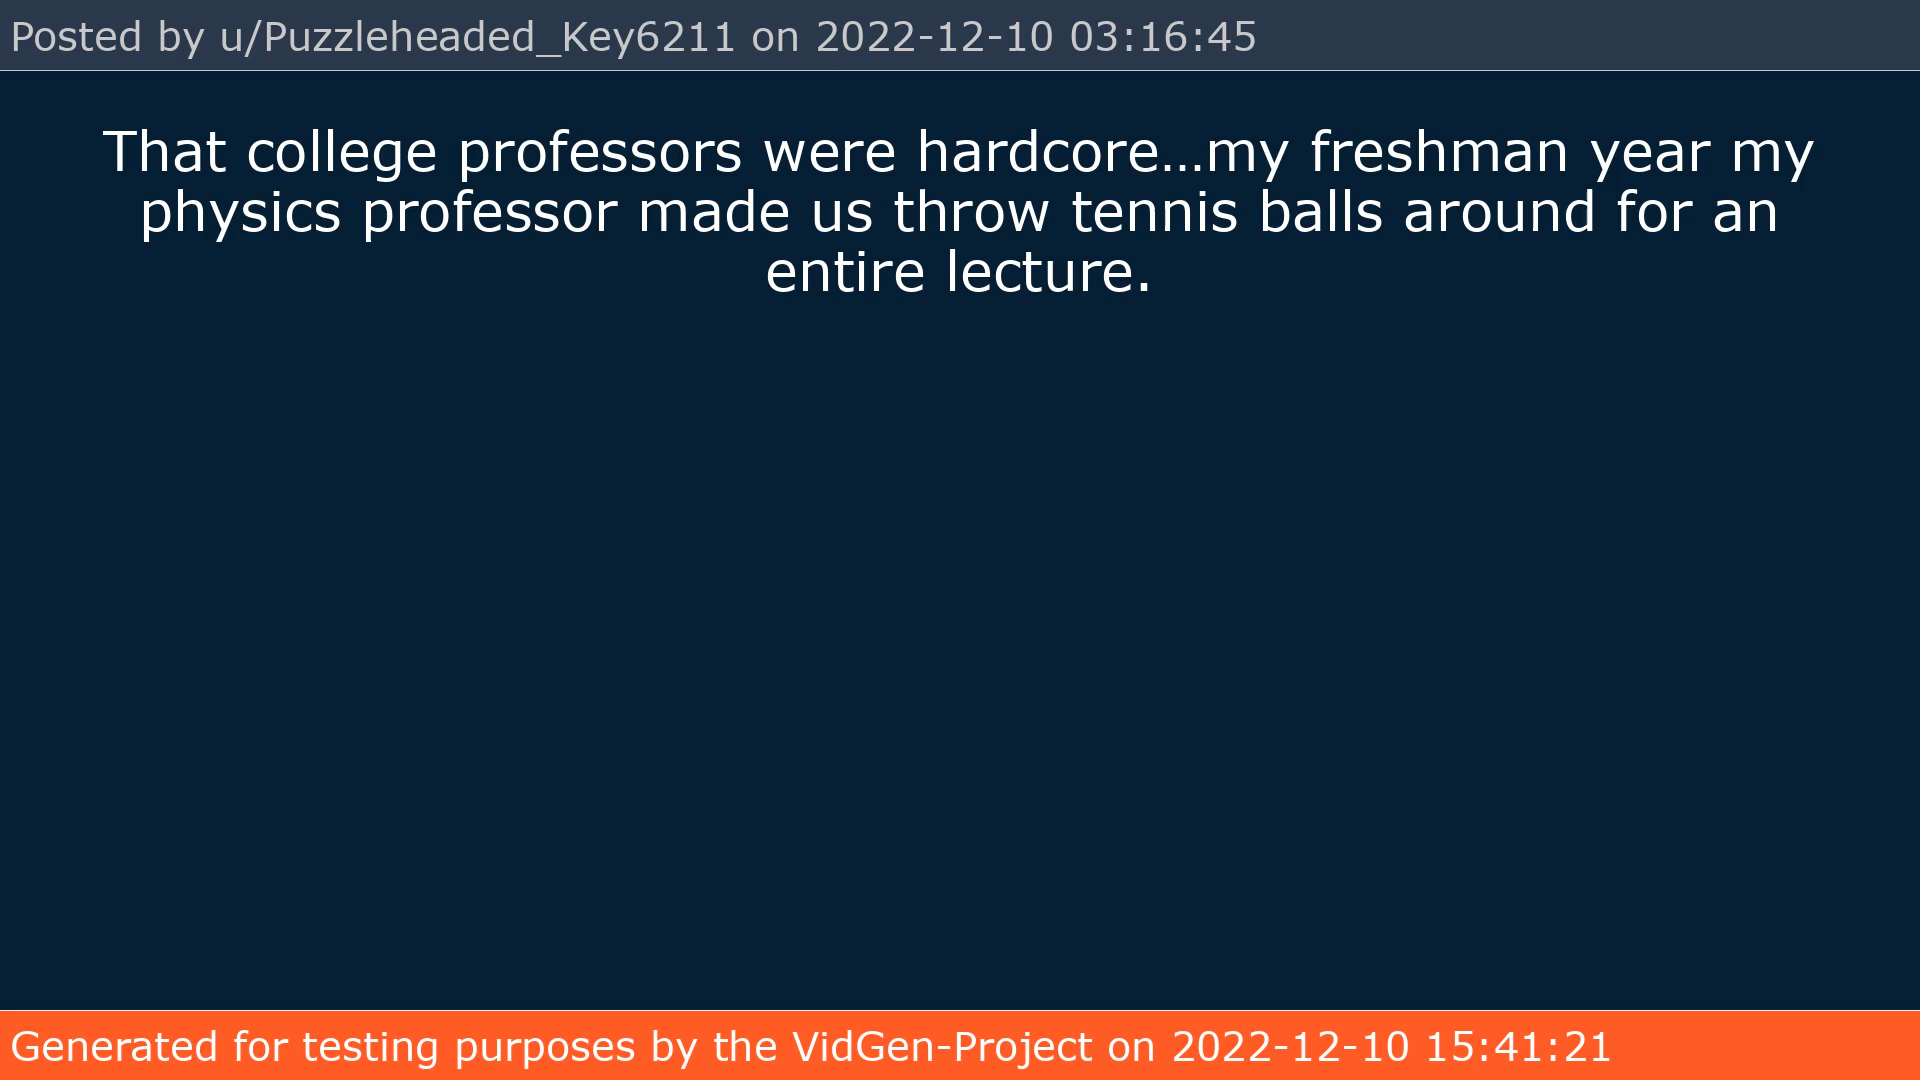 Posted by u/Puzzleheaded_Key6211 on 2022-12-10 03:16:45
That college professors were hardcore…my freshman year my
physics professor made us throw tennis balls around for an
entire lecture.
Generated for testing purposes by the VidGen-Project on 2022-12-10 15:41:21